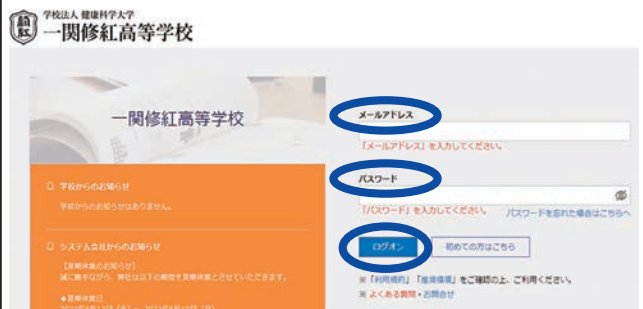 学校法人 健康科学大学
一関修紅高等学校
一関修紅高等学校
学校からのお知らせ
学校からのお知らせはありません。
システム会社からのお知らせ
【夏期休業のお知らせ】
誠に勝手ながら、弊社は以下の期間を夏期休業とさせていただきます。
◆夏期休業日
メールアドレス
「メールアドレス」を入力してください。
パスワード
「パスワード」を入力してください。
パスワードを忘れた場合はこちらへ
ログオン
初めての方はこちら
※「利用規約」「推奨環境」をご確認の上、ご利用ください。
※ よくある質問・お問合せ